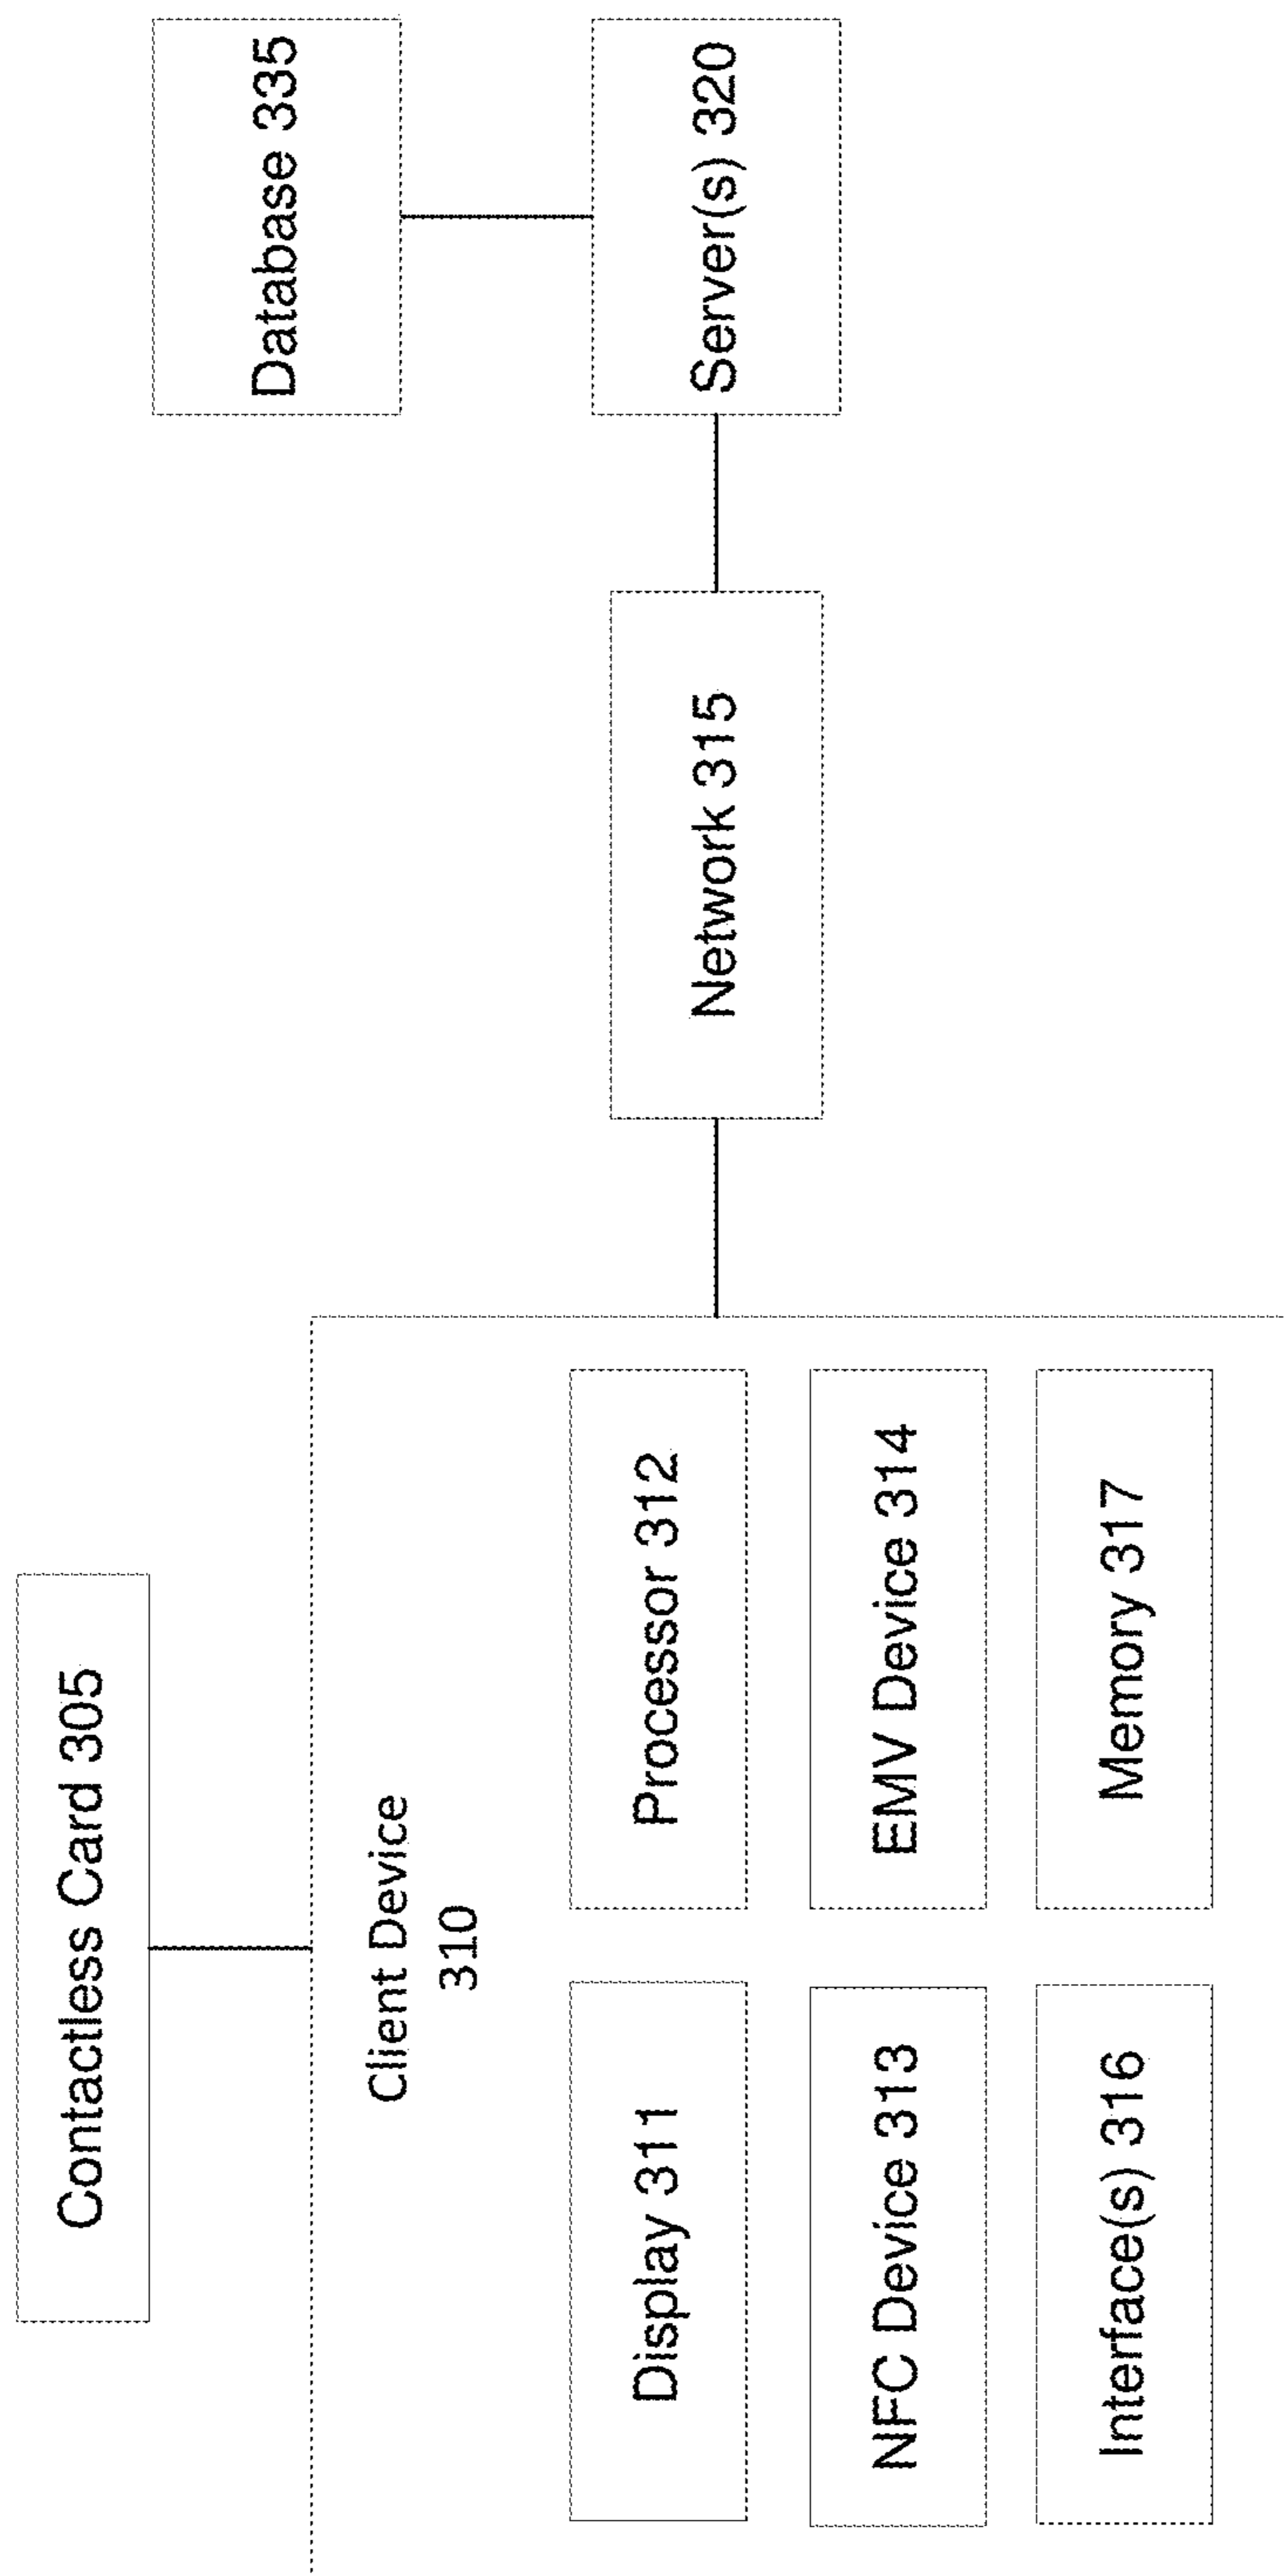 Contactless Card 305
Client Device
310
Display 311
Processor 312
NFC Device 313
EMV Device 314
Interface(s) 316
Memory 317
Network 315
Database 335
Server(s) 320